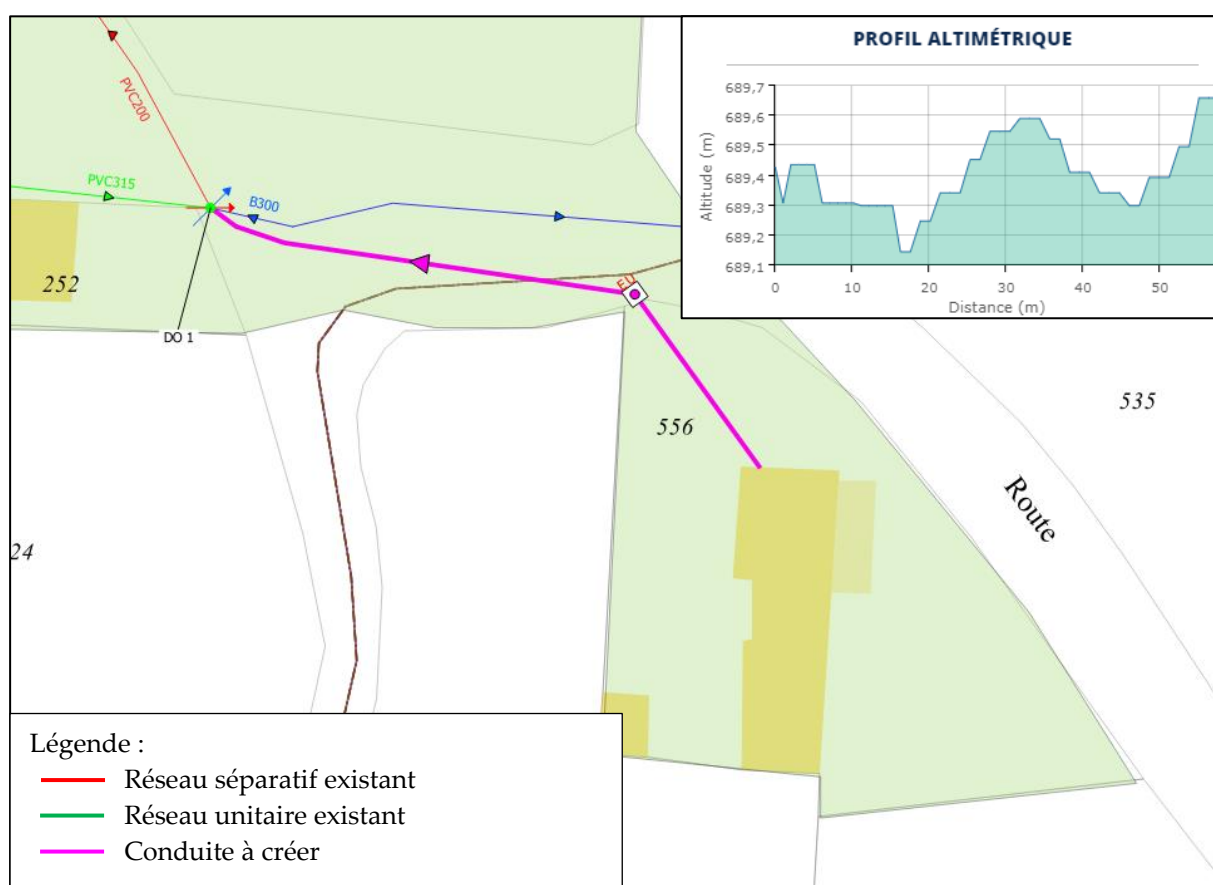 PROFIL ALTIMÉTRIQUE
689,7
689,6
689,5
689,4
689,3
689,2
689,1
Altitude (m)
0 10 20 30 40 50
Distance (m)
PVC200
PVC315
B300
252
DO 1
EU
556
535
Route
24
Légende :
Réseau séparatif existant
Réseau unitaire existant
Conduite à créer